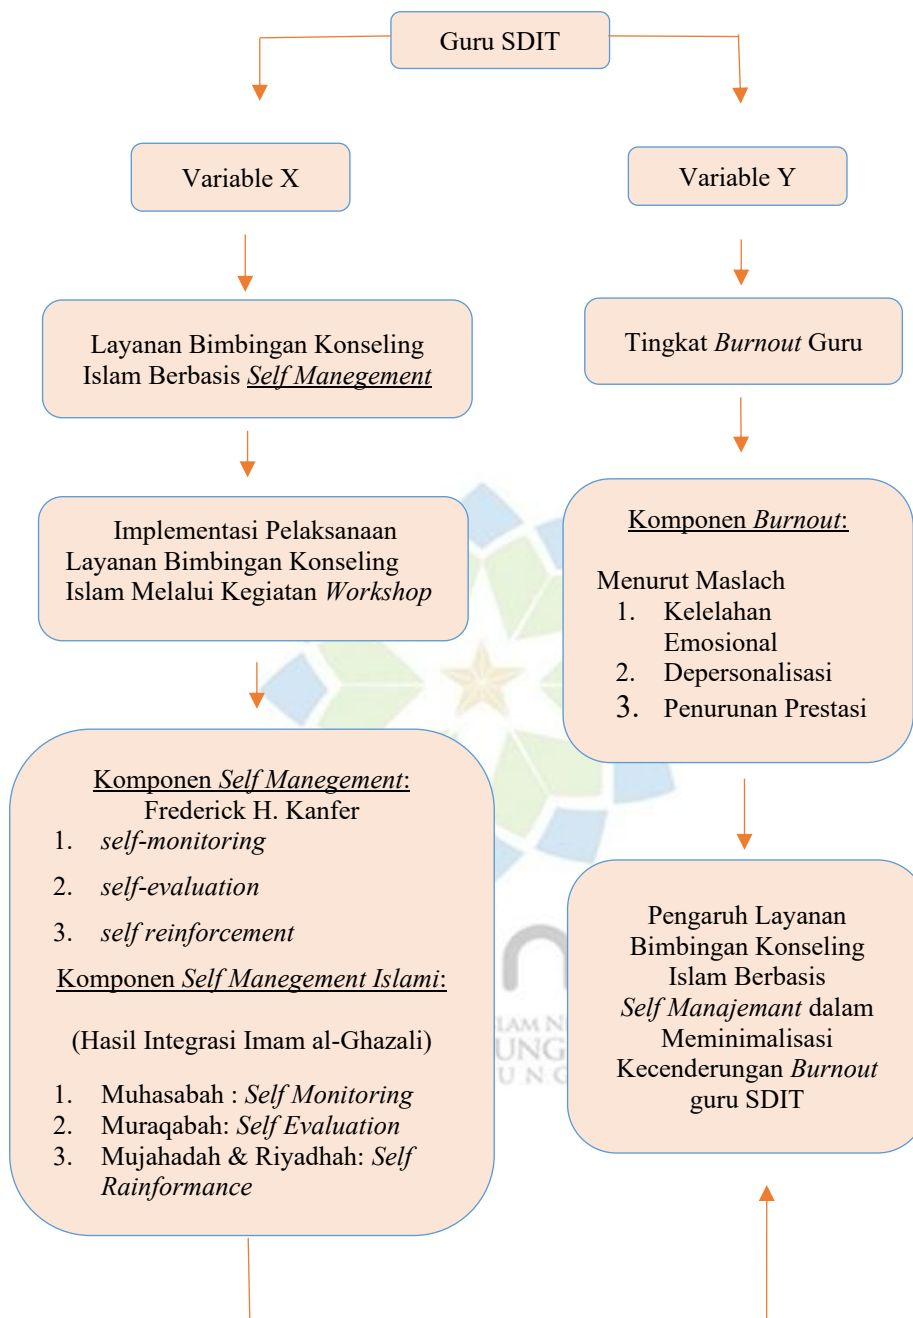 Guru SDIT
Variable X
Variable Y
Layanan Bimbingan Konseling
Islam Berbasis Self Manegement
Tingkat Burnout Guru
Implementasi Pelaksanaan
Layanan Bimbingan Konseling
Islam Melalui Kegiatan Workshop
Komponen Burnout:
Menurut Maslach
1. Kelelahan
Emosional
2. Depersonalisasi
3. Penurunan Prestasi
Komponen Self Manegement:
Frederick H. Kanfer
1. self-monitoring
2. self-evaluation
3. self reinforcement
Komponen Self Manegement Islami:
(Hasil Integrasi Imam al-Ghazali)
1. Muhasabah : Self Monitoring
2. Muraqabah: Self Evaluation
3. Mujahadah & Riyadhah: Self
Rainformance
Pengaruh Layanan
Bimbingan Konseling
Islam Berbasis
Self Manajemant dalam
Meminimalisasi
Kecenderungan Burnout
guru SDIT